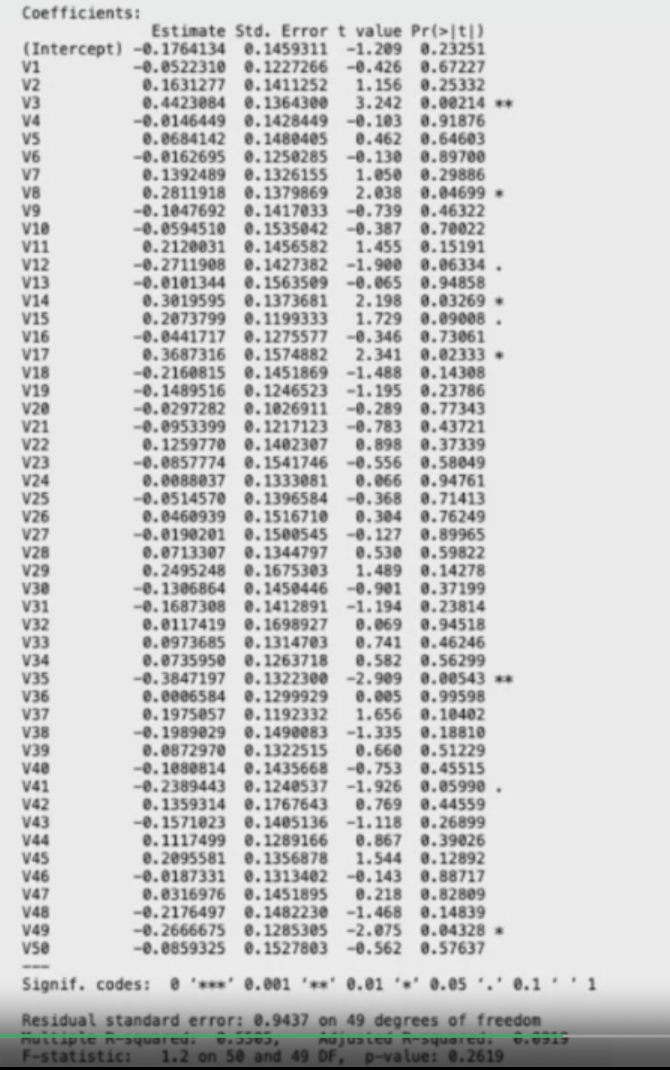 Coefficients:
Estimate Std. Error t value Pr(>|t|)
(Intercept) -0.1764134 0.1459311 -1.209 0.23251
V1 -0.0522310 0.1227266 -0.426 0.67227
V2 0.1631277 0.1411252 1.156 0.25332
V3 0.4423084 0.1364300 3.242 0.00214 **
V4 -0.0146449 0.1428449 -0.103 0.91876
V5 0.0684142 0.1480405 0.462 0.64603
V6 -0.0162695 0.1250285 -0.130 0.89700
V7 0.1392489 0.1326155 1.050 0.29886
V8 0.2811918 0.1379869 2.038 0.04699 *
V9 -0.1047692 0.1417033 -0.739 0.46322
V10 -0.0594510 0.1535042 -0.387 0.70022
V11 0.2120031 0.1456582 1.455 0.15191
V12 -0.2711908 0.1427382 -1.900 0.06334 .
V13 -0.0101344 0.1563509 -0.065 0.94858
V14 0.3019595 0.1373681 2.198 0.03269 *
V15 0.2073799 0.1199333 1.729 0.09008 .
V16 -0.0441717 0.1275577 -0.346 0.73061
V17 0.3687316 0.1574882 2.341 0.02333 *
V18 -0.2160815 0.1451869 -1.488 0.14308
V19 -0.1489516 0.1246523 -1.195 0.23786
V20 -0.0297282 0.1026911 -0.289 0.77343
V21 -0.0953399 0.1217123 -0.783 0.43721
V22 0.1259770 0.1402307 0.898 0.37339
V23 -0.0857774 0.1541746 -0.556 0.58049
V24 0.0088037 0.1333081 0.066 0.94761
V25 -0.0514570 0.1396584 -0.368 0.71413
V26 0.0460939 0.1516710 0.304 0.76249
V27 -0.0190201 0.1500545 -0.127 0.89965
V28 0.0713307 0.1344797 0.530 0.59822
V29 0.2495248 0.1675303 1.489 0.14278
V30 -0.1306864 0.1450446 -0.901 0.37199
V31 -0.1687308 0.1412891 -1.194 0.23814
V32 0.0117419 0.1698927 0.069 0.94518
V33 0.0973685 0.1314703 0.741 0.46246
V34 0.0735950 0.1263718 0.582 0.56299
V35 -0.3847197 0.1322300 -2.909 0.00543 **
V36 0.0006584 0.1299929 0.005 0.99598
V37 0.1975057 0.1192332 1.656 0.10402
V38 -0.1989029 0.1490083 -1.335 0.18810
V39 0.0872970 0.1322515 0.660 0.51229
V40 -0.1080814 0.1435668 -0.753 0.45515
V41 -0.2389443 0.1240537 -1.926 0.05990 .
V42 0.1359314 0.1767643 0.769 0.44559
V43 -0.1571023 0.1405136 -1.118 0.26899
V44 0.1117499 0.1289166 0.867 0.39026
V45 0.2095581 0.1356878 1.544 0.12892
V46 -0.0187331 0.1313402 -0.143 0.88717
V47 0.0316976 0.1451895 0.218 0.82809
V48 -0.2176497 0.1482230 -1.468 0.14839
V49 -0.2666675 0.1285305 -2.075 0.04328 *
V50 -0.0859325 0.1527803 -0.562 0.57637
---
Signif. codes: 0 '***' 0.001 '**' 0.01 '*' 0.05 '.' 0.1 ' ' 1
Residual standard error: 0.9437 on 49 degrees of freedom
Multiple R-squared: 0.5505, Adjusted R-squared: 0.0919
F-statistic: 1.2 on 50 and 49 DF, p-value: 0.2619